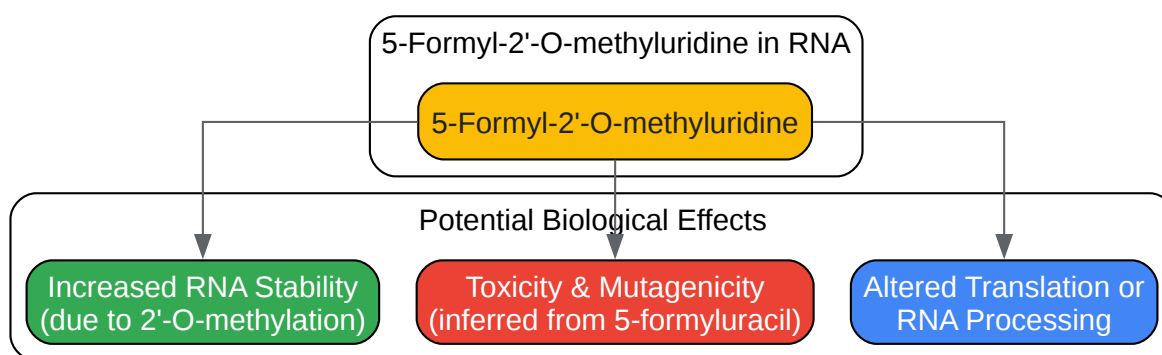 5-Formyl-2'-O-methyluridine in RNA
5-Formyl-2'-O-methyluridine
Potential Biological Effects
Increased RNA Stability
(due to 2'-O-methylation)
Toxicity & Mutagenicity
(inferred from 5-formyluracil)
Altered Translation or
RNA Processing